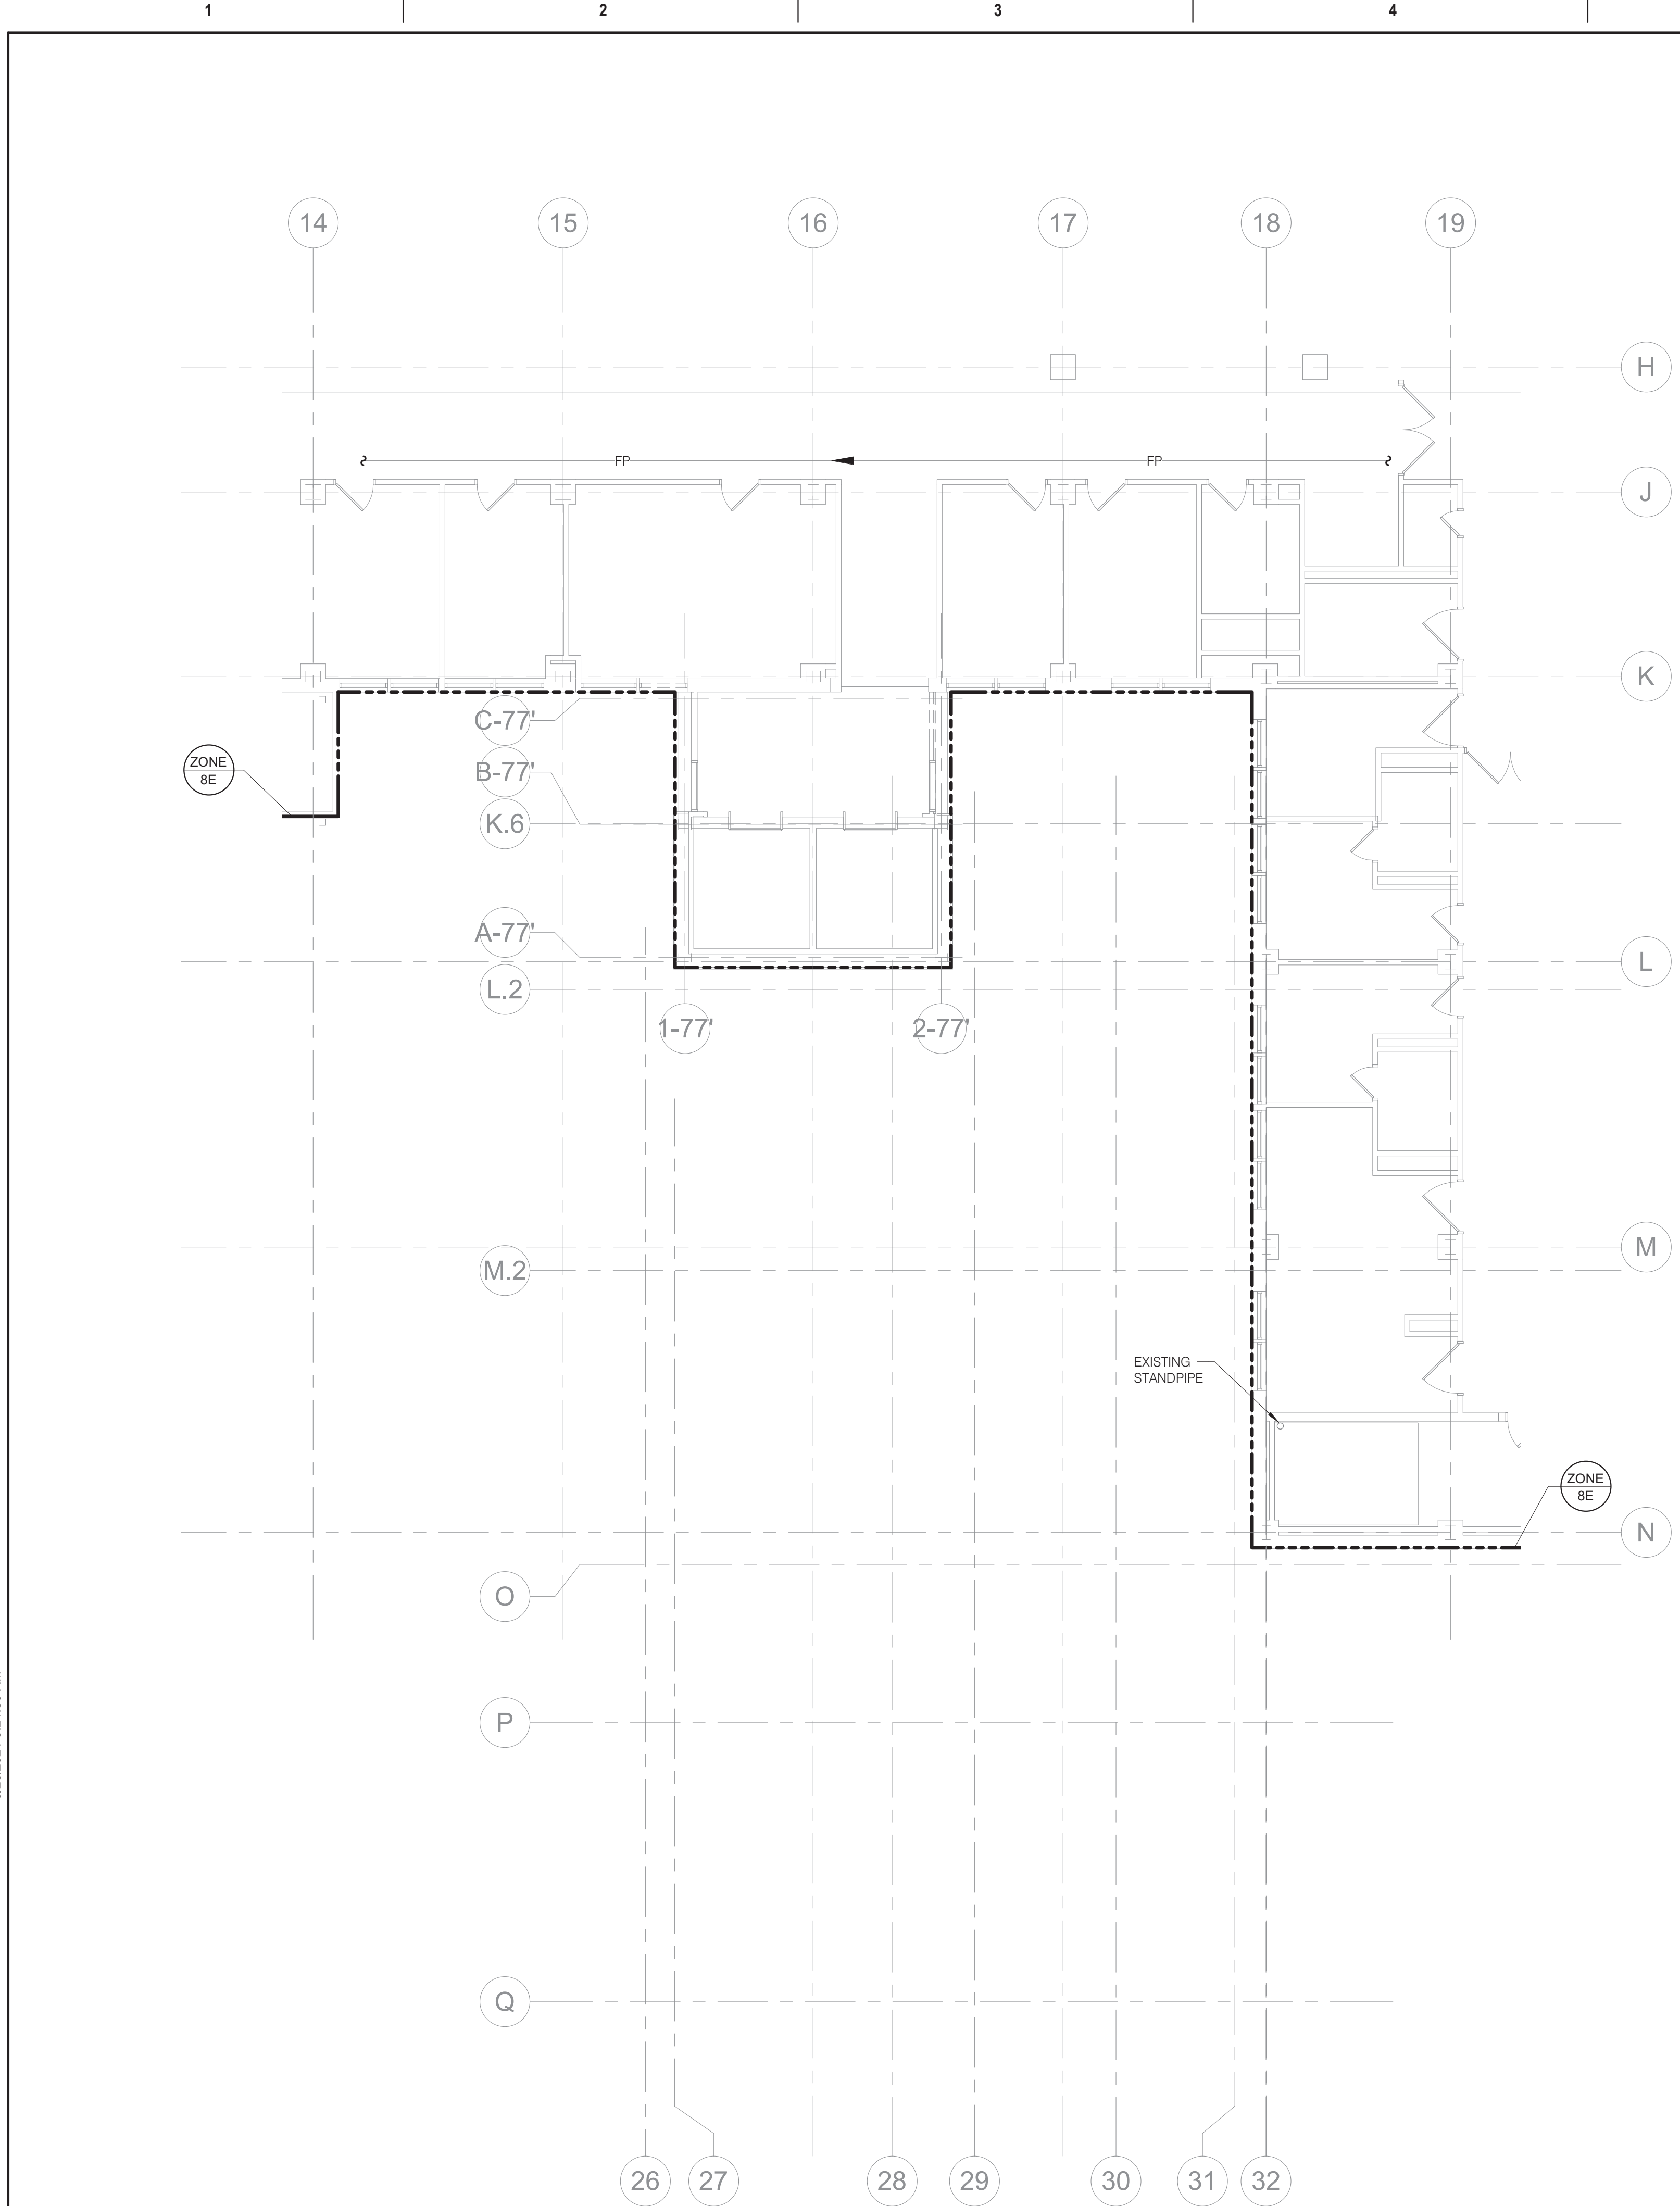 1 2 3 4
14 15 16 17 18 19
H
FP FP
J
K
C-77'
ZONE
8E
B-77'
K.6
A-77'
L
L.2
1-77' 2-77'
M
M.2
EXISTING
STANDPIPE
ZONE
8E
N
O
P
Q
26 27 28 29 30 31 32